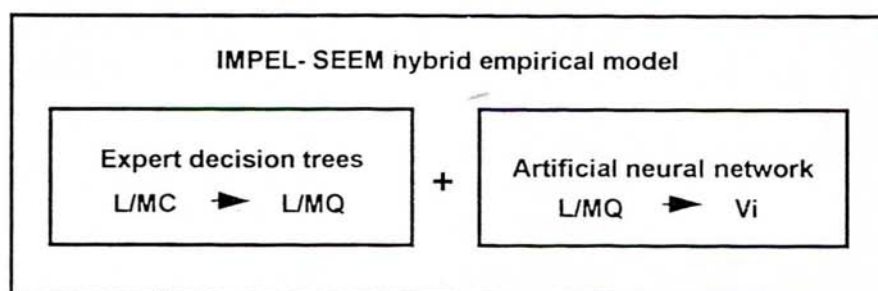 IMPEL- SEEM hybrid empirical model
Expert decision trees
L/MC → L/MQ
+
Artificial neural network
L/MQ → Vi